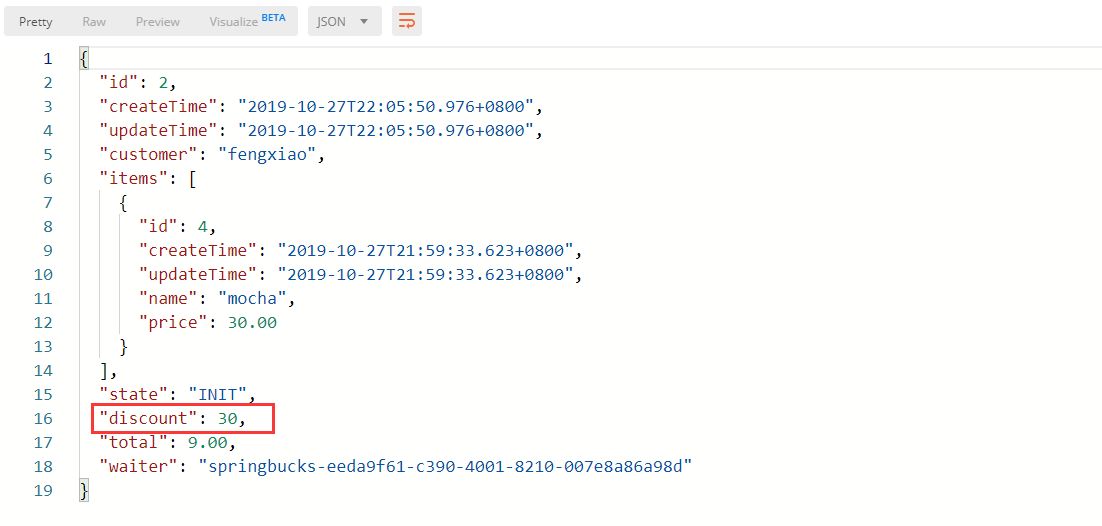 Pretty Raw Preview Visualize BETA JSON
1 {
2 "id": 2,
3 "createTime": "2019-10-27T22:05:50.976+0800",
4 "updateTime": "2019-10-27T22:05:50.976+0800",
5 "customer": "fengxiao",
6 "items": [
7 {
8 "id": 4,
9 "createTime": "2019-10-27T21:59:33.623+0800",
10 "updateTime": "2019-10-27T21:59:33.623+0800",
11 "name": "mocha",
12 "price": 30.00
13 }
14 ],
15 "state": "INIT",
16 "discount": 30,
17 "total": 9.00,
18 "waiter": "springbucks-eeda9f61-c390-4001-8210-007e8a86a98d"
19 }